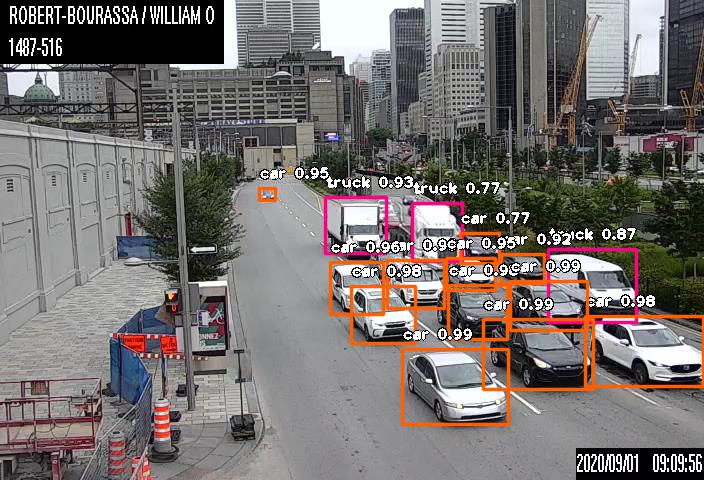 ROBERT-BOURASSA / WILLIAM O
1487-516
car 0.95
truck 0.93
truck 0.77
car 0.77
car 0.96
car 0.95
0.92
truck 0.87
car 0.98
car 0.99
car 0.99
car 0.98
car 0.99
2020/09/01 09:09:56